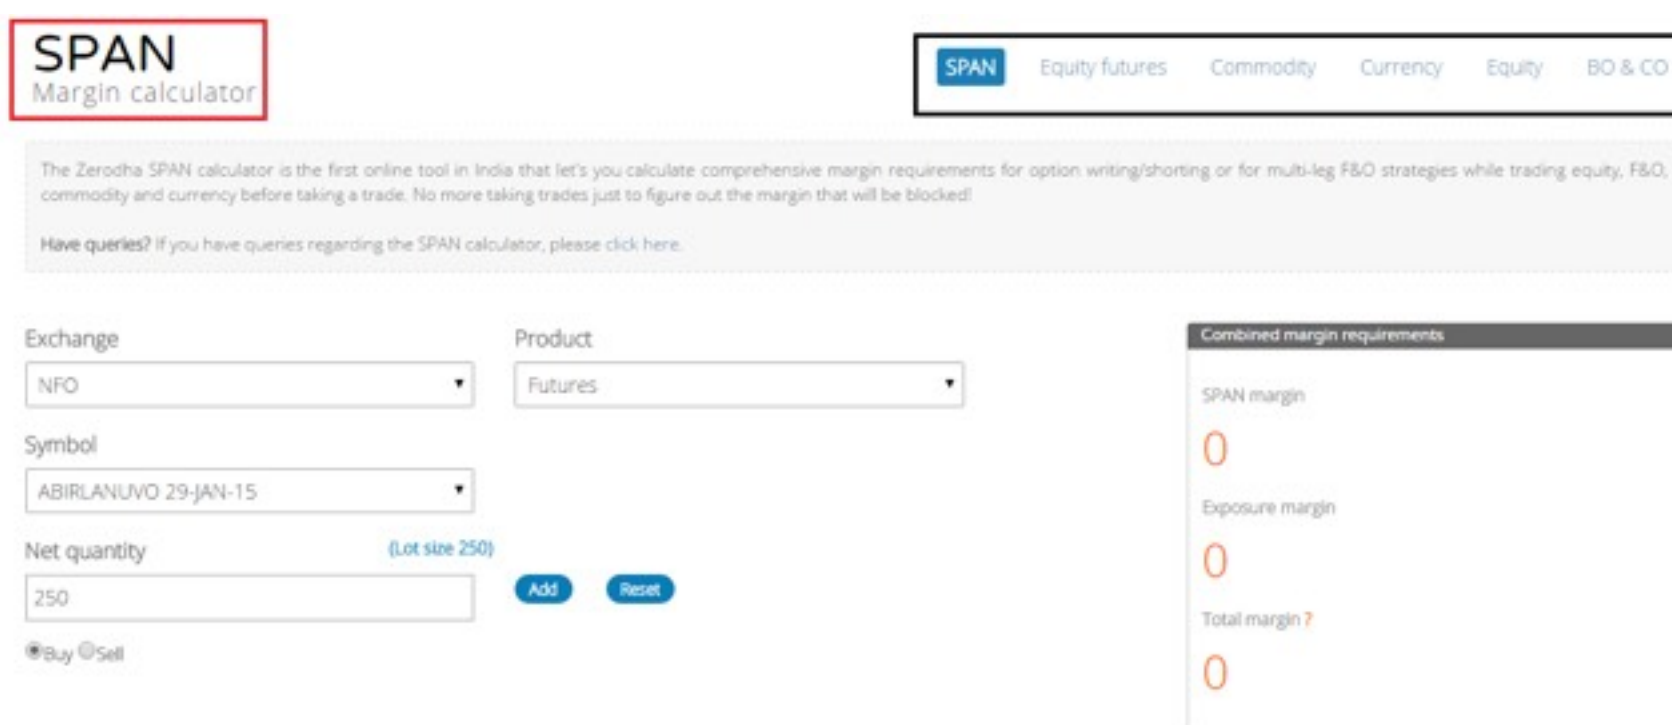 SPAN
Margin calculator
SPAN Equity futures Commodity Currency Equity BO & CO
The Zerodha SPAN calculator is the first online tool in India that let's you calculate comprehensive margin requirements for option writing/shorting or for multi-leg F&O strategies while trading equity, F&O,
commodity and currency before taking a trade. No more taking trades just to figure out the margin that will be blocked!
Have queries? If you have queries regarding the SPAN calculator, please click here.
Exchange
NFO
Product
Futures
Symbol
ABIRLANUVO 29-JAN-15
Net quantity (Lot size 250)
250
Add Reset
Buy Sell
Combined margin requirements
SPAN margin
0
Exposure margin
0
Total margin ?
0